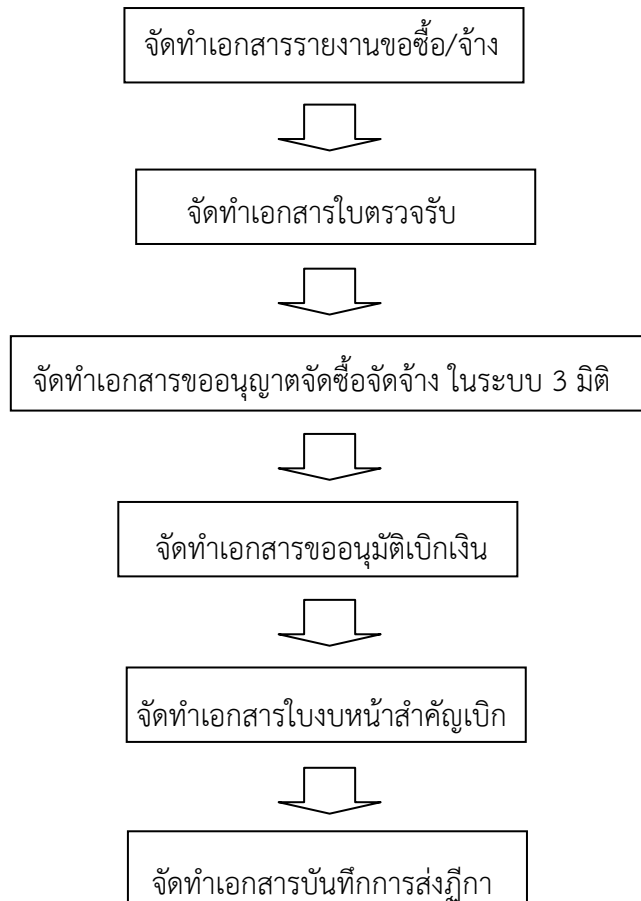 จัดทำเอกสารรายงานขอซื้อ/จ้าง
จัดทำเอกสารใบตรวจรับ
จัดทำเอกสารขออนุญาตจัดซื้อจัดจ้าง ในระบบ 3 มิติ
จัดทำเอกสารขออนุมัติเบิกเงิน
จัดทำเอกสารใบงบหน้าสำคัญเบิก
จัดทำเอกสารบันทึกการส่งฎีกา